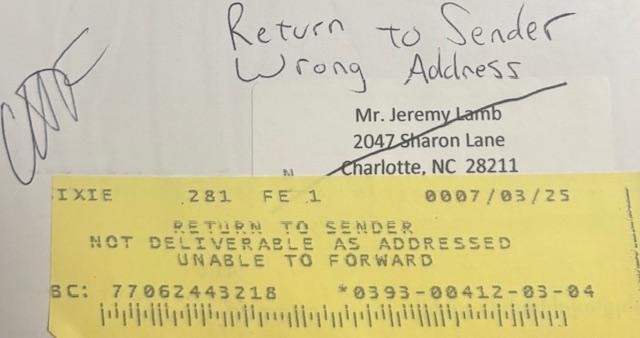 Return to Sender
Wrong Address
Mr. Jeremy Lamb
2047 Sharon Lane
Charlotte, NC 28211
IXIE 281 FE 1 0007/03/25
RETURN TO SENDER
NOT DELIVERABLE AS ADDRESSED
UNABLE TO FORWARD
BC: 77062443218 *0393-00412-03-04